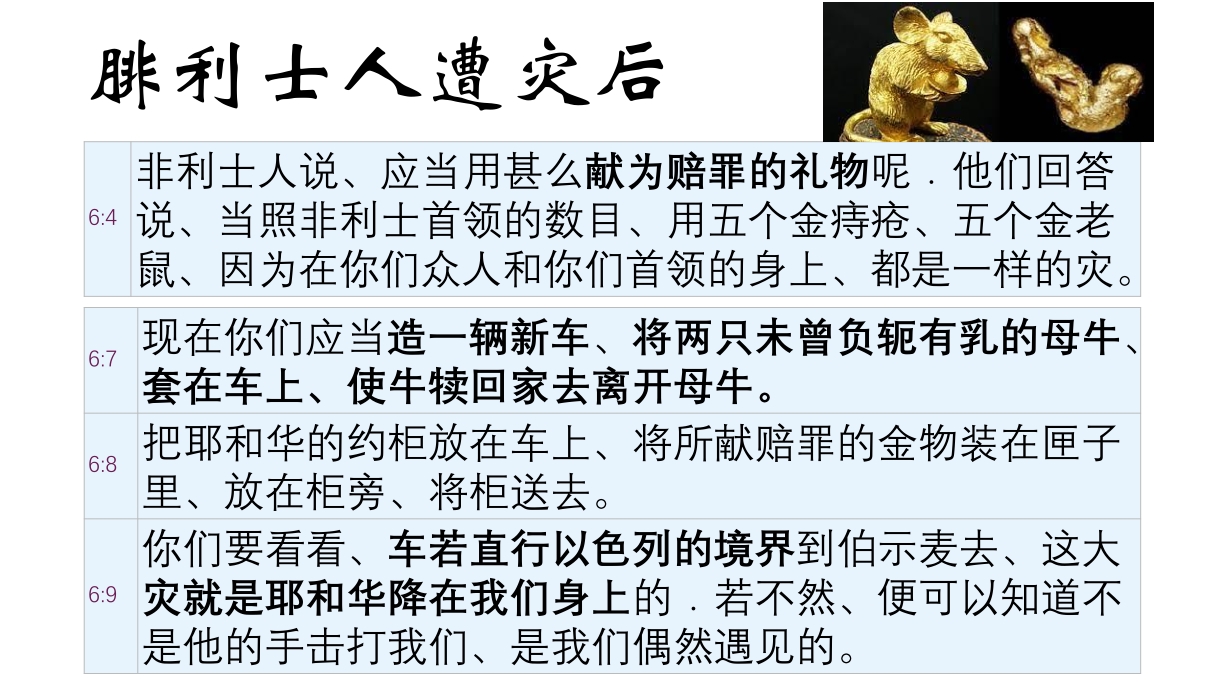 腓利士人遭灾后
6:4
非利士人说、应当用甚么献为赔罪的礼物呢．他们回答
说、当照非利士首领的数目、用五个金痔疮、五个金老
鼠、因为在你们众人和你们首领的身上、都是一样的灾。
6:7
现在你们应当造一辆新车、将两只未曾负轭有乳的母牛、
套在车上、使牛犊回家去离开母牛。
6:8
把耶和华的约柜放在车上、将所献赔罪的金物装在匣子
里、放在柜旁、将柜送去。
6:9
你们要看看、车若直行以色列的境界到伯示麦去、这大
灾就是耶和华降在我们身上的．若不然、便可以知道不
是他的手击打我们、是我们偶然遇见的。